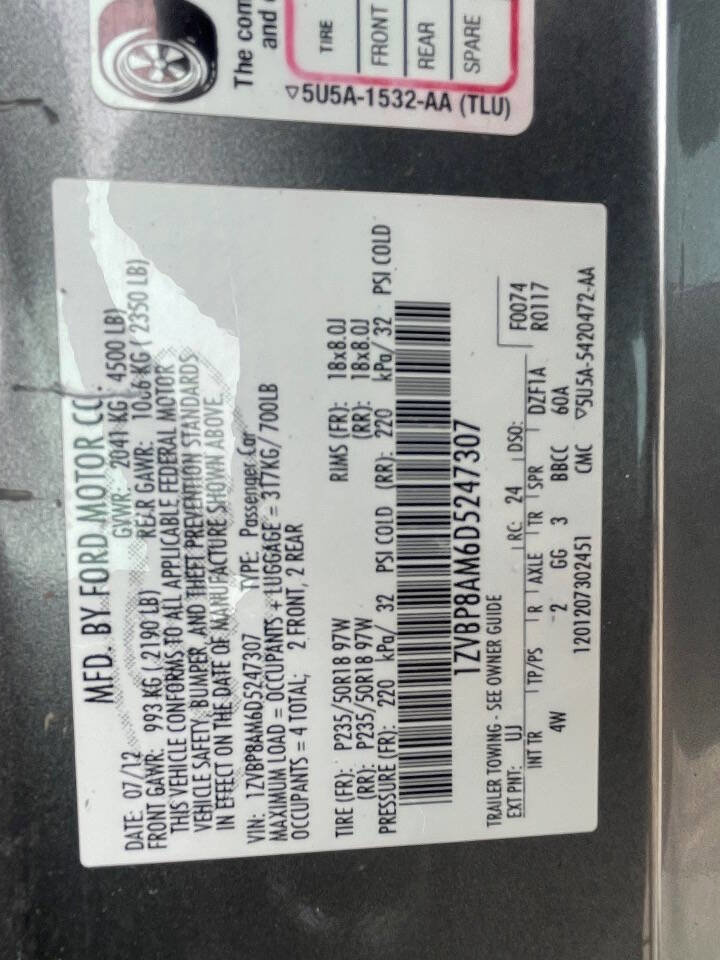 The com
and c
TIRE
FRONT
REAR
SPARE
▽5U5A-1532-AA (TLU)
MFD. BY FORD MOTOR CO.
DATE: 07/12 GVWR: 2041 KG ( 4500 LB)
FRONT GAWR: 993 KG ( 2190 LB) REAR GAWR: 1066 KG ( 2350 LB)
THIS VEHICLE CONFORMS TO ALL APPLICABLE FEDERAL MOTOR
VEHICLE SAFETY, BUMPER, AND THEFT PREVENTION STANDARDS
IN EFFECT ON THE DATE OF MANUFACTURE SHOWN ABOVE.
VIN: 1ZVBP8AM6D5247307 TYPE: Passenger Car
MAXIMUM LOAD = OCCUPANTS + LUGGAGE = 317KG/ 700LB
OCCUPANTS = 4 TOTAL; 2 FRONT, 2 REAR
TIRE (FR): P235/50R18 97W RIMS (FR): 18x8.0J
(RR): P235/50R18 97W (RR): 18x8.0J
PRESSURE (FR): 220 kPa/ 32 PSI COLD (RR): 220 kPa/ 32 PSI COLD
1ZVBP8AM6D5247307
TRAILER TOWING - SEE OWNER GUIDE F0074
EXT PNT: UJ RC: 24 DSO: R0117
INT TR TP/PS R AXLE TR SPR DZF1A
4W 2 GG 3 BBCC 60A
1201207302451 CMC ▽5U5A-5420472-AA